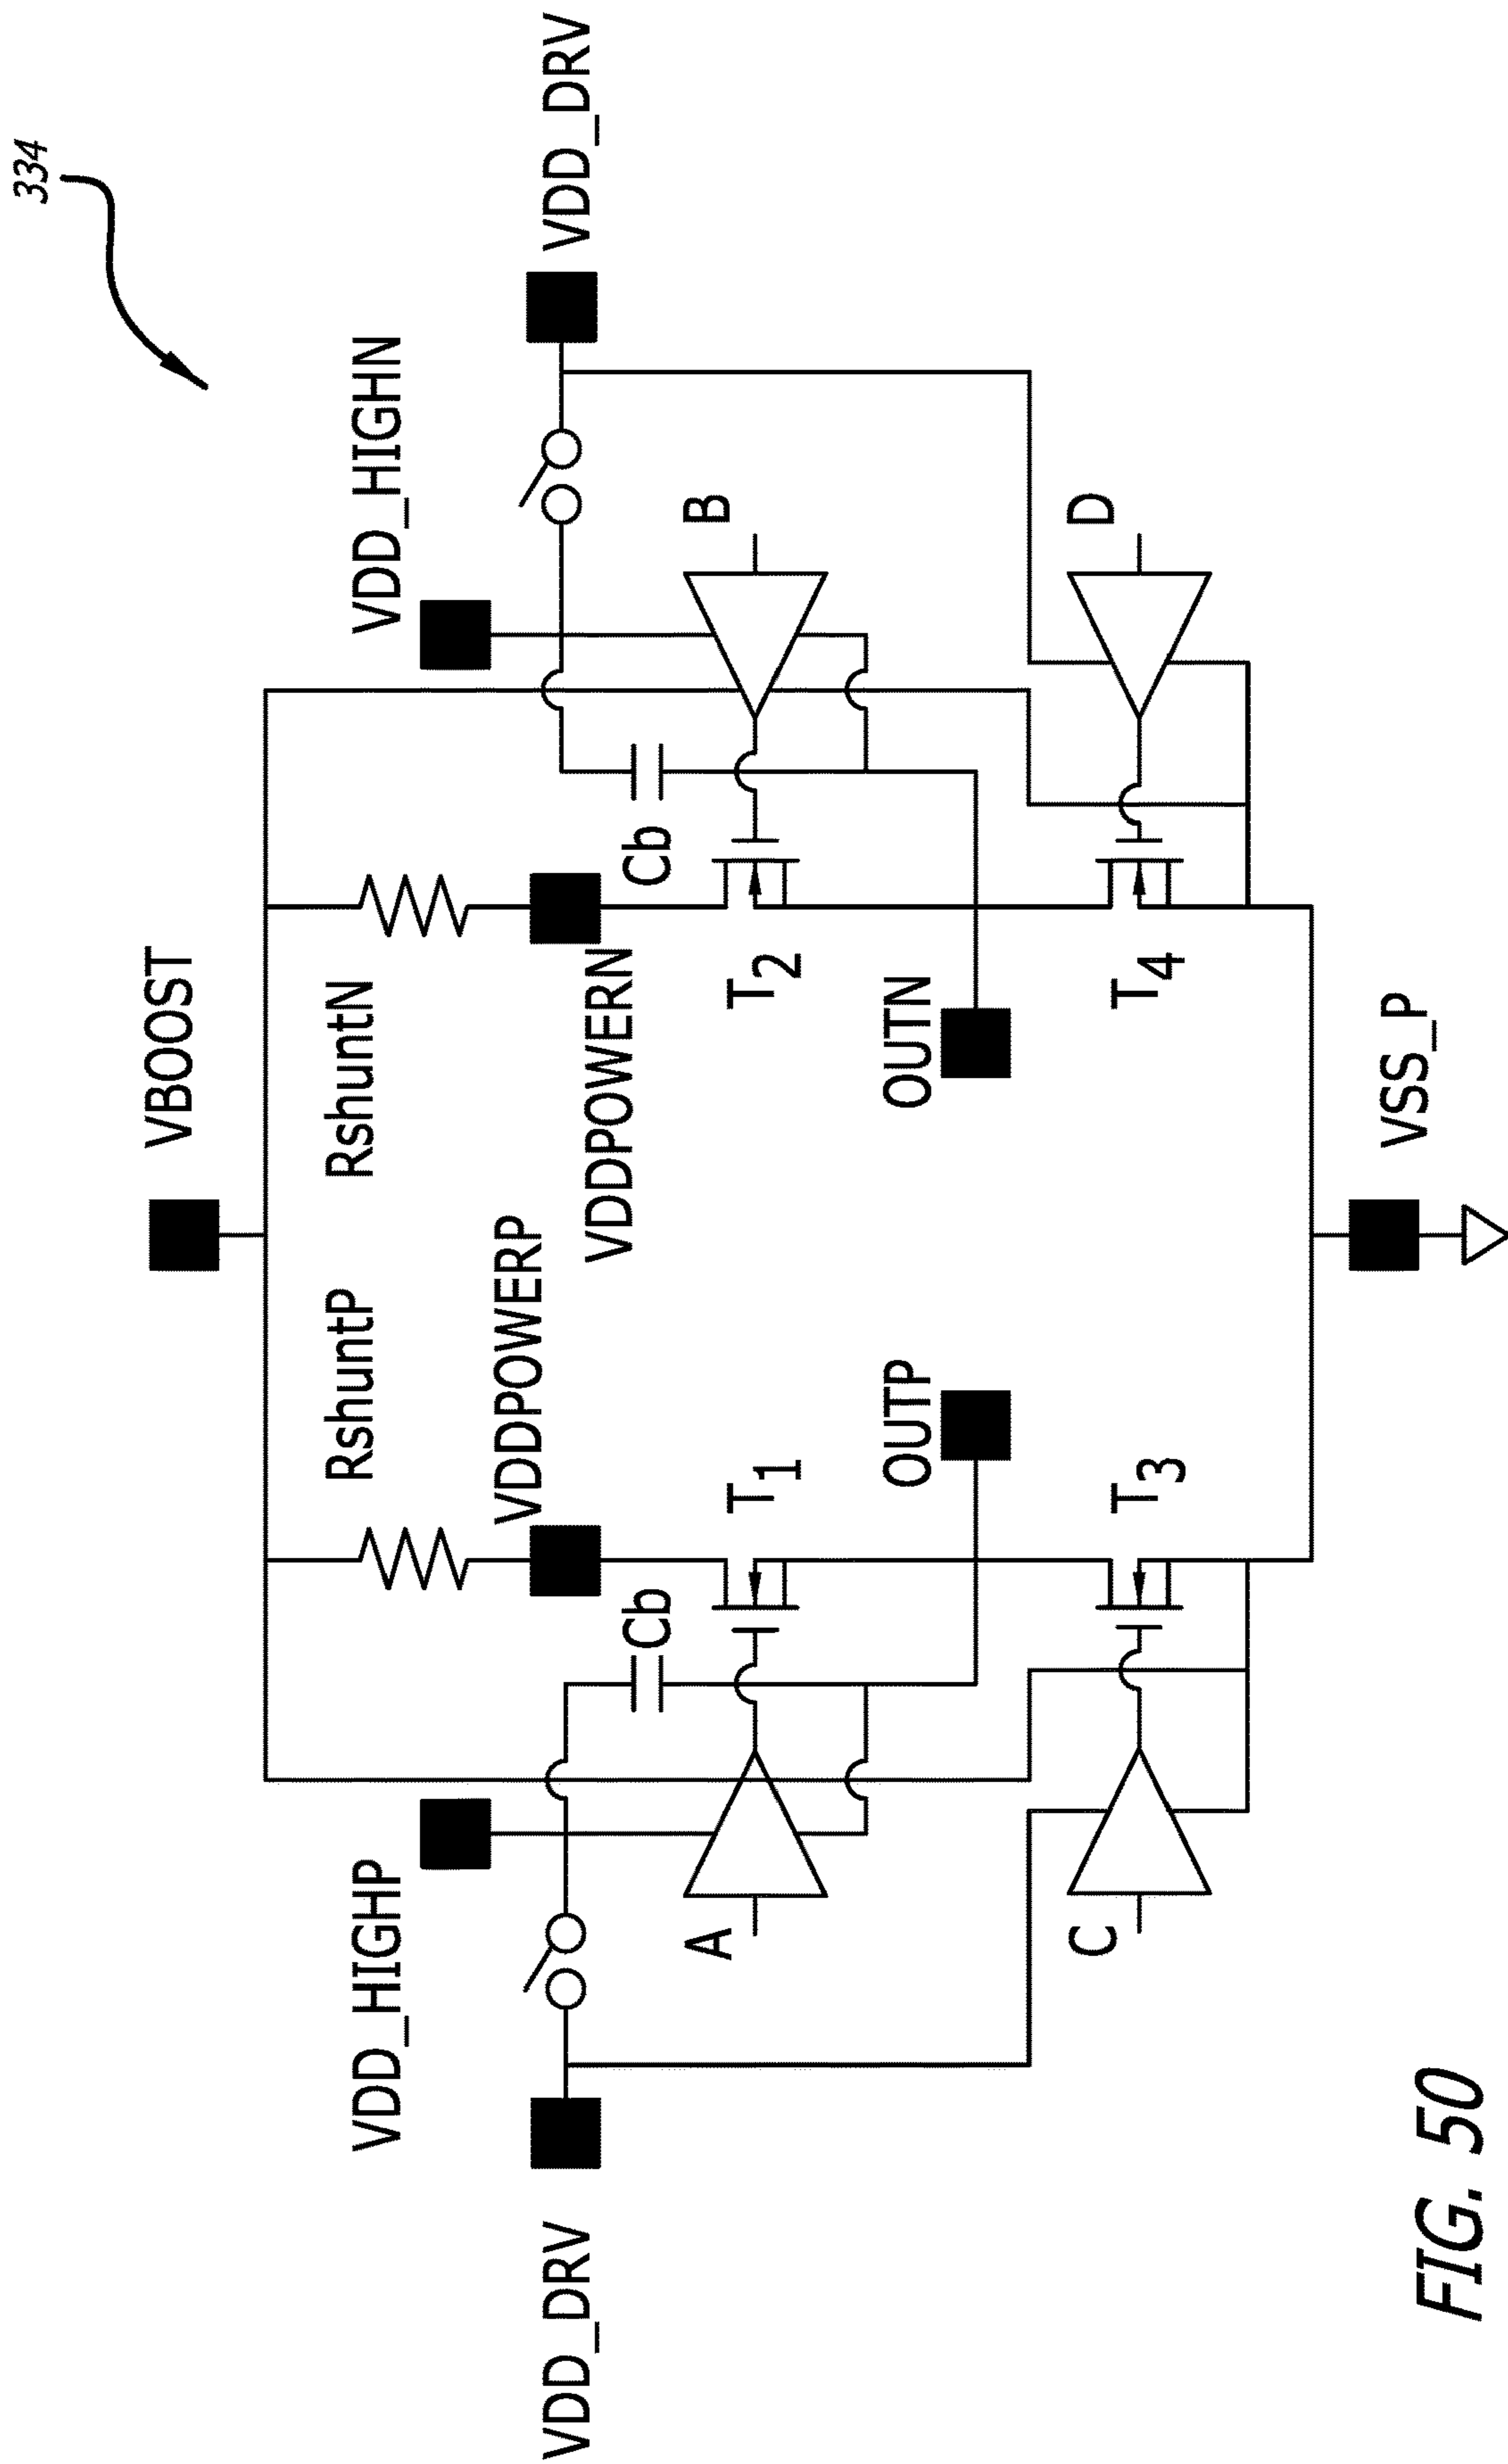 334
VBOOST
VDD_HIGHP
RshuntP
RshuntN
VDD_HIGHN
VDD_DRV
VDDPOWERP
VDDPOWERN
VDD_DRV
Cb
Cb
A
T1
T2
B
OUTP
OUTN
C
T3
T4
D
VSS_P
FIG. 50